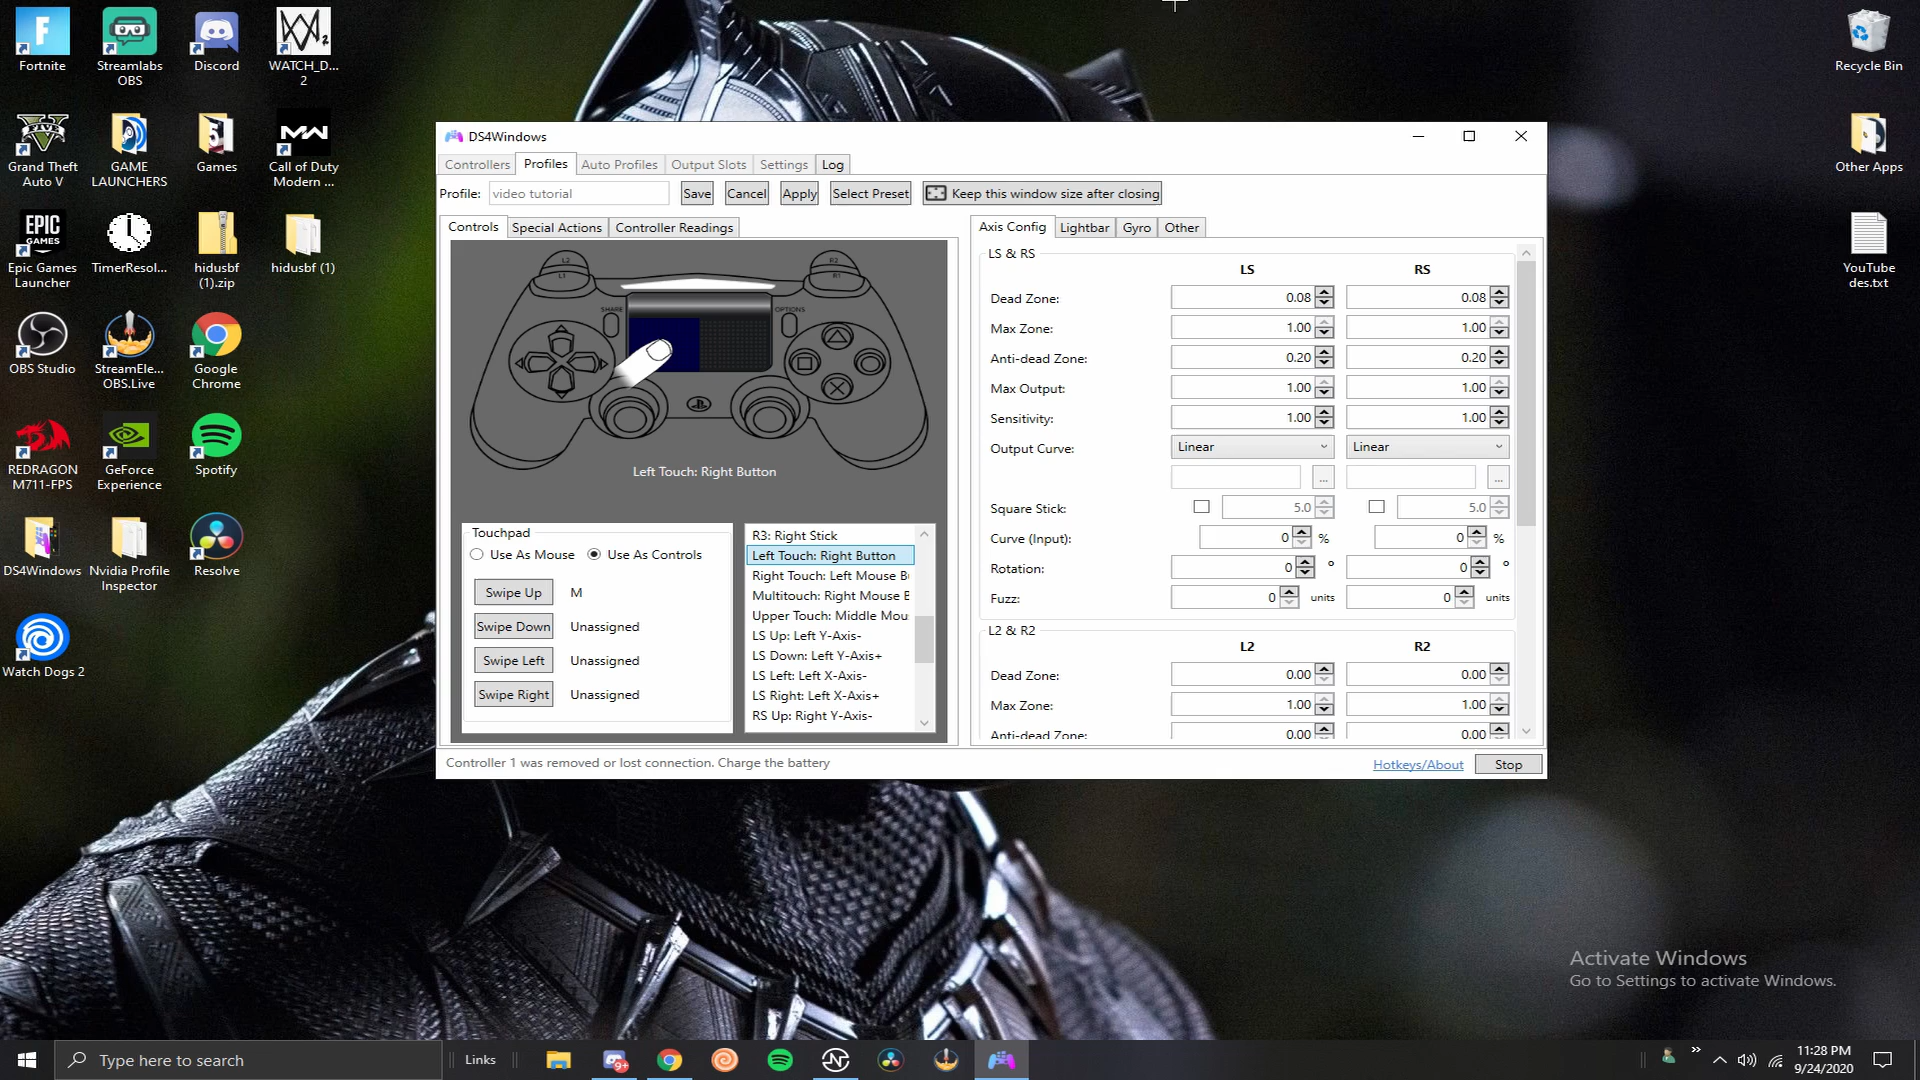 Fortnite
Streamlabs
OBS
Discord
WATCH_D...
2
Recycle Bin
Grand Theft
Auto V
GAME
LAUNCHERS
Games
Call of Duty
Modern ...
Other Apps
EPIC
GAMES
Epic Games
Launcher
TimerResol...
hidusbf
(1).zip
hidusbf (1)
YouTube
des.txt
OBS Studio
StreamEle...
OBS.Live
Google
Chrome
REDRAGON
M711-FPS
GeForce
Experience
Spotify
DS4Windows
Nvidia Profile
Inspector
Resolve
Watch Dogs 2
DS4Windows
Controllers
Profiles
Auto Profiles
Output Slots
Settings
Log
Profile:
video tutorial
Save
Cancel
Apply
Select Preset
Keep this window size after closing
Controls
Special Actions
Controller Readings
L2
L1
R2
R1
SHARE
OPTIONS
Left Touch: Right Button
Touchpad
Use As Mouse
Use As Controls
Swipe Up
M
Swipe Down
Unassigned
Swipe Left
Unassigned
Swipe Right
Unassigned
R3: Right Stick
Left Touch: Right Button
Right Touch: Left Mouse B
Multitouch: Right Mouse B
Upper Touch: Middle Mou
LS Up: Left Y-Axis-
LS Down: Left Y-Axis+
LS Left: Left X-Axis-
LS Right: Left X-Axis+
RS Up: Right Y-Axis-
Axis Config
Lightbar
Gyro
Other
LS & RS
LS
RS
Dead Zone:
0.08
0.08
Max Zone:
1.00
1.00
Anti-dead Zone:
0.20
0.20
Max Output:
1.00
1.00
Sensitivity:
1.00
1.00
Output Curve:
Linear
Linear
...
...
Square Stick:
5.0
5.0
Curve (Input):
0
%
0
%
Rotation:
0
°
0
°
Fuzz:
0
units
0
units
L2 & R2
L2
R2
Dead Zone:
0.00
0.00
Max Zone:
1.00
1.00
Anti-dead Zone:
0.00
0.00
Controller 1 was removed or lost connection. Charge the battery
Hotkeys/About
Stop
Activate Windows
Go to Settings to activate Windows.
Type here to search
Links
9+
11:28 PM
9/24/2020